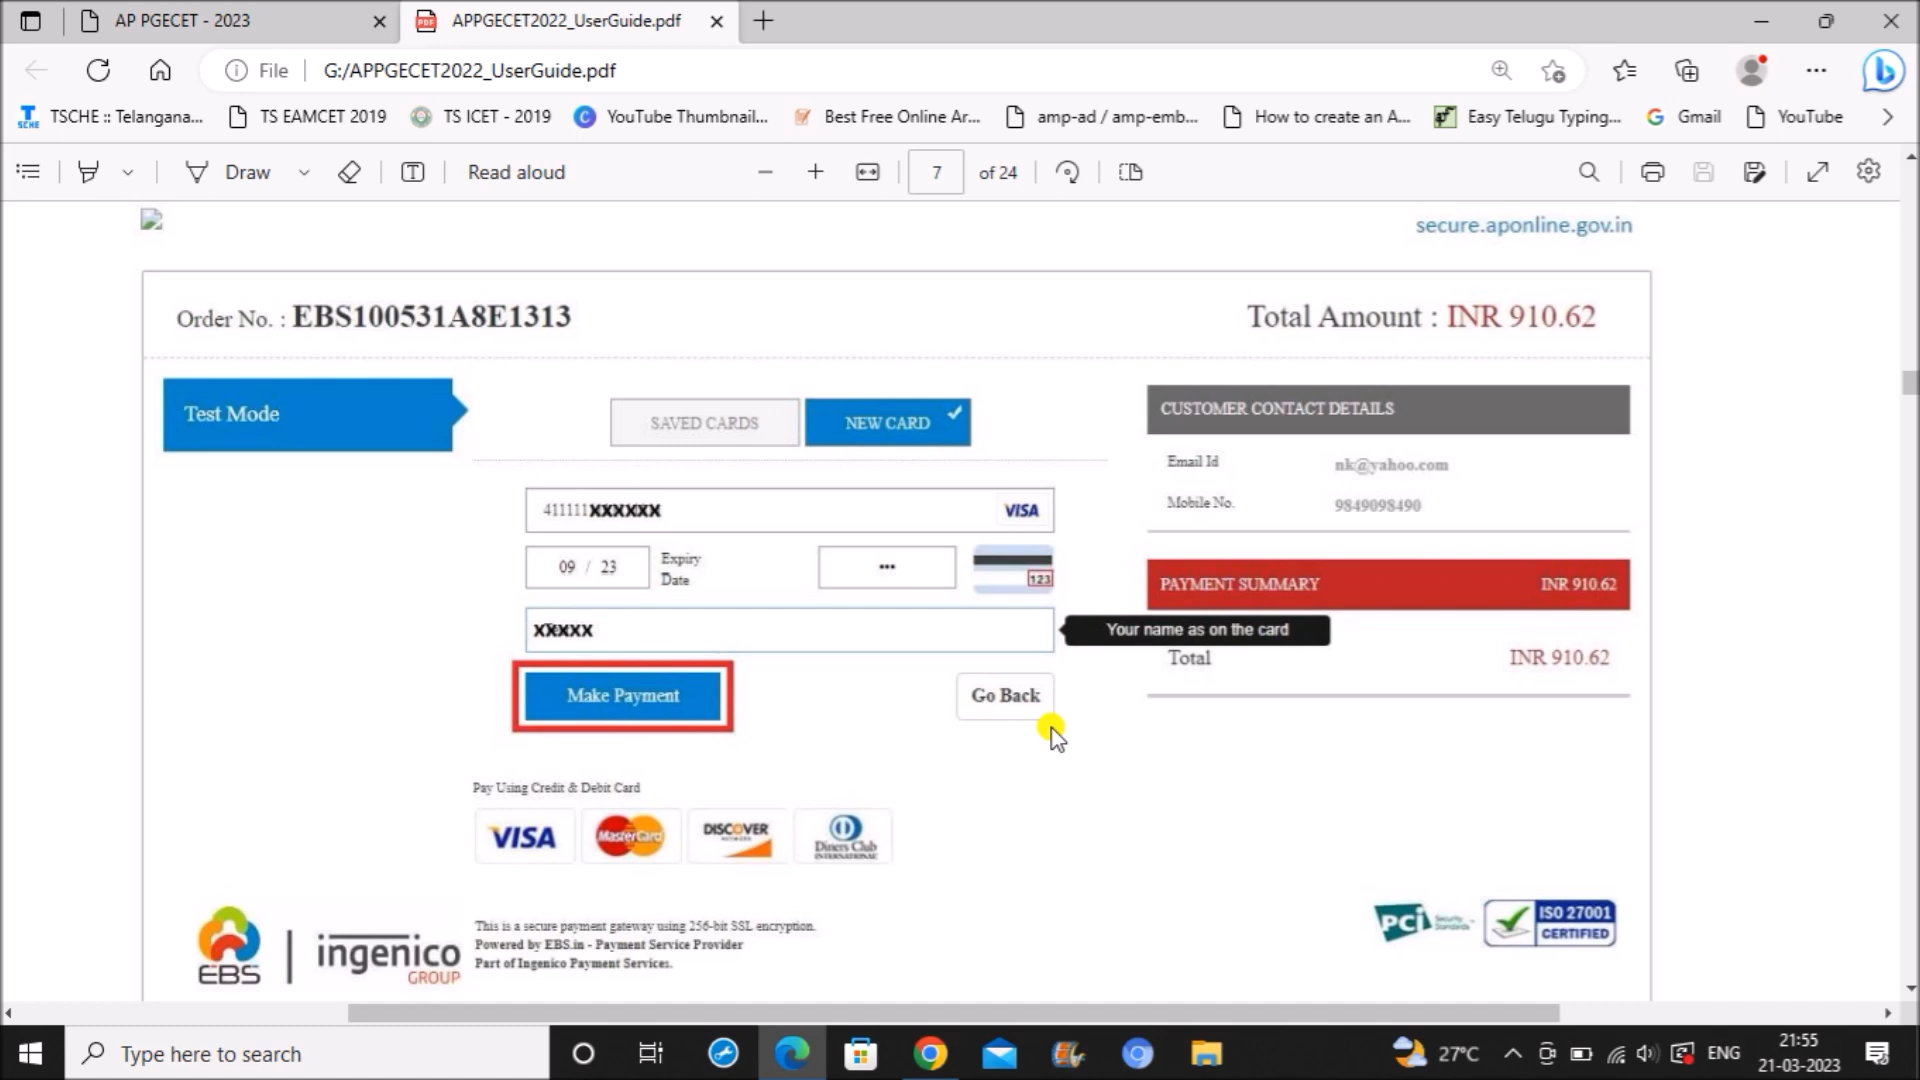 AP PGECET - 2023
APPGECET2022_UserGuide.pdf
File
G:/APPGECET2022_UserGuide.pdf
TSCHE :: Telangana...
TS EAMCET 2019
TS ICET - 2019
YouTube Thumbnail...
Best Free Online Ar...
amp-ad / amp-emb...
How to create an A...
Easy Telugu Typing...
Gmail
YouTube
Draw
Read aloud
7 of 24
secure.aponline.gov.in
Order No. : EBS100531A8E1313
Total Amount : INR 910.62
Test Mode
SAVED CARDS
NEW CARD
CUSTOMER CONTACT DETAILS
Email Id nk@yahoo.com
Mobile No. 9849098490
411111XXXXXX VISA
09 / 23
Expiry
Date
•••
123
PAYMENT SUMMARY INR 910.62
XXXXX
Your name as on the card
Total INR 910.62
Make Payment
Go Back
Pay Using Credit & Debit Card
VISA
MasterCard
DISCOVER
NETWORK
Diners Club
INTERNATIONAL
EBS
ingenico
GROUP
This is a secure payment gateway using 256-bit SSL encryption.
Powered by EBS.in - Payment Service Provider
Part of Ingenico Payment Services.
PCI Security Standards
ISO 27001
CERTIFIED
Type here to search
27°C
ENG
21:55
21-03-2023